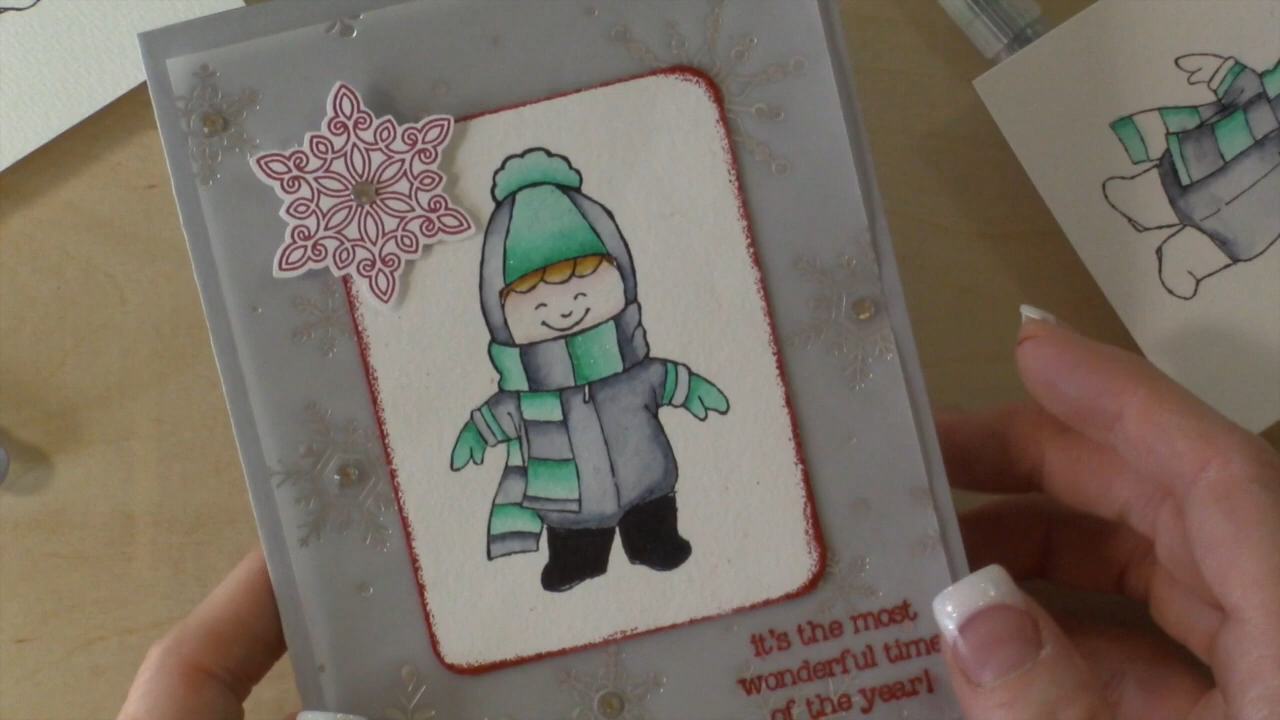 it's the most
wonderful time
of the year!